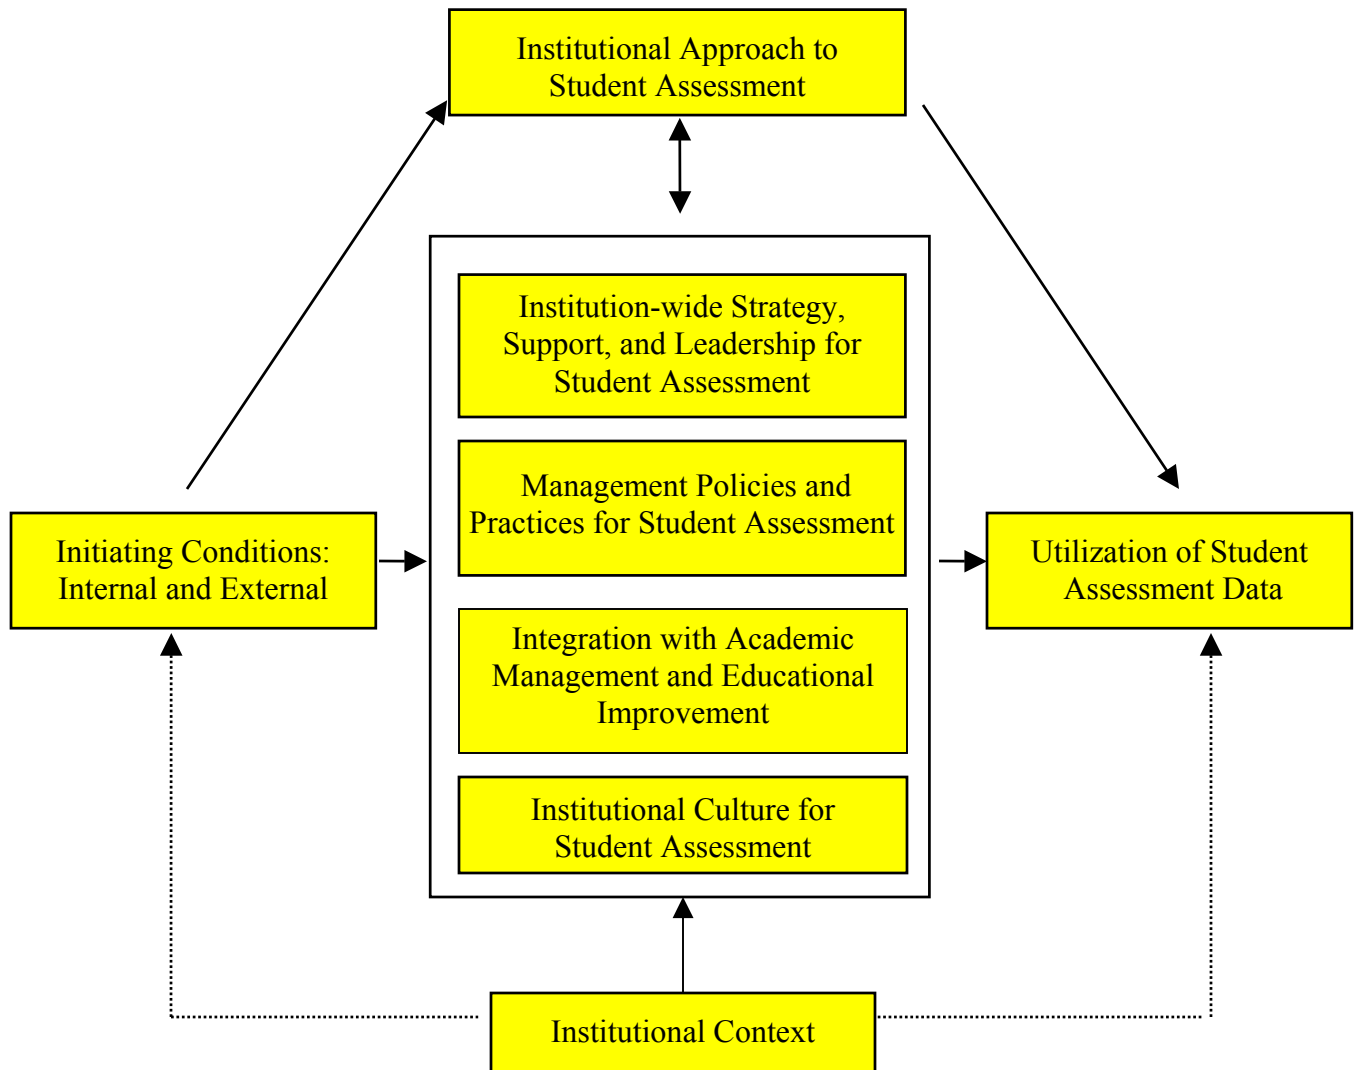 Institutional Approach to
Student Assessment
Institution-wide Strategy,
Support, and Leadership for
Student Assessment
Management Policies and
Practices for Student Assessment
Initiating Conditions:
Internal and External
Utilization of Student
Assessment Data
Integration with Academic
Management and Educational
Improvement
Institutional Culture for
Student Assessment
Institutional Context